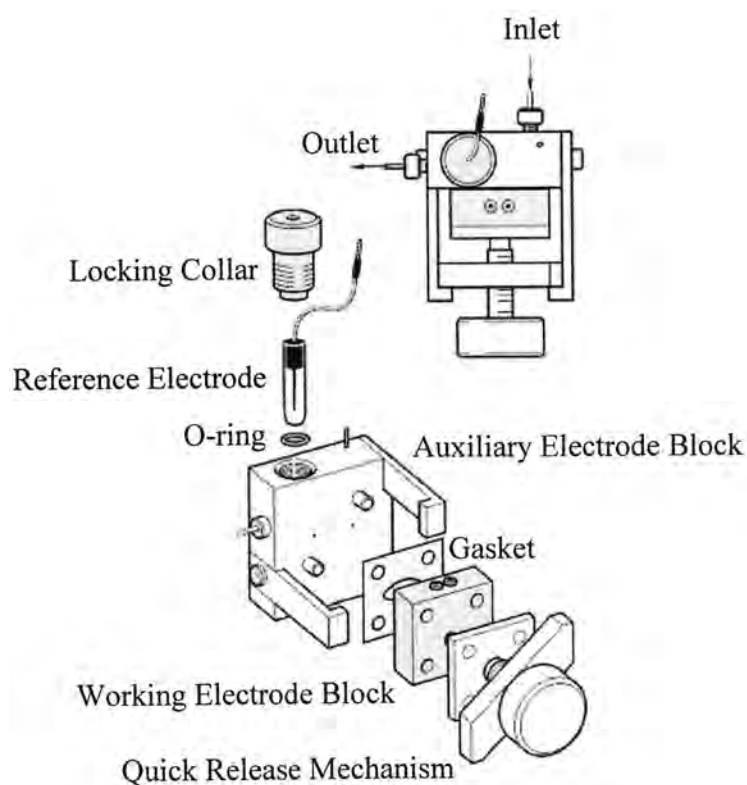 Inlet
Outlet
Locking Collar
Reference Electrode
O-ring
Auxiliary Electrode Block
Gasket
Working Electrode Block
Quick Release Mechanism